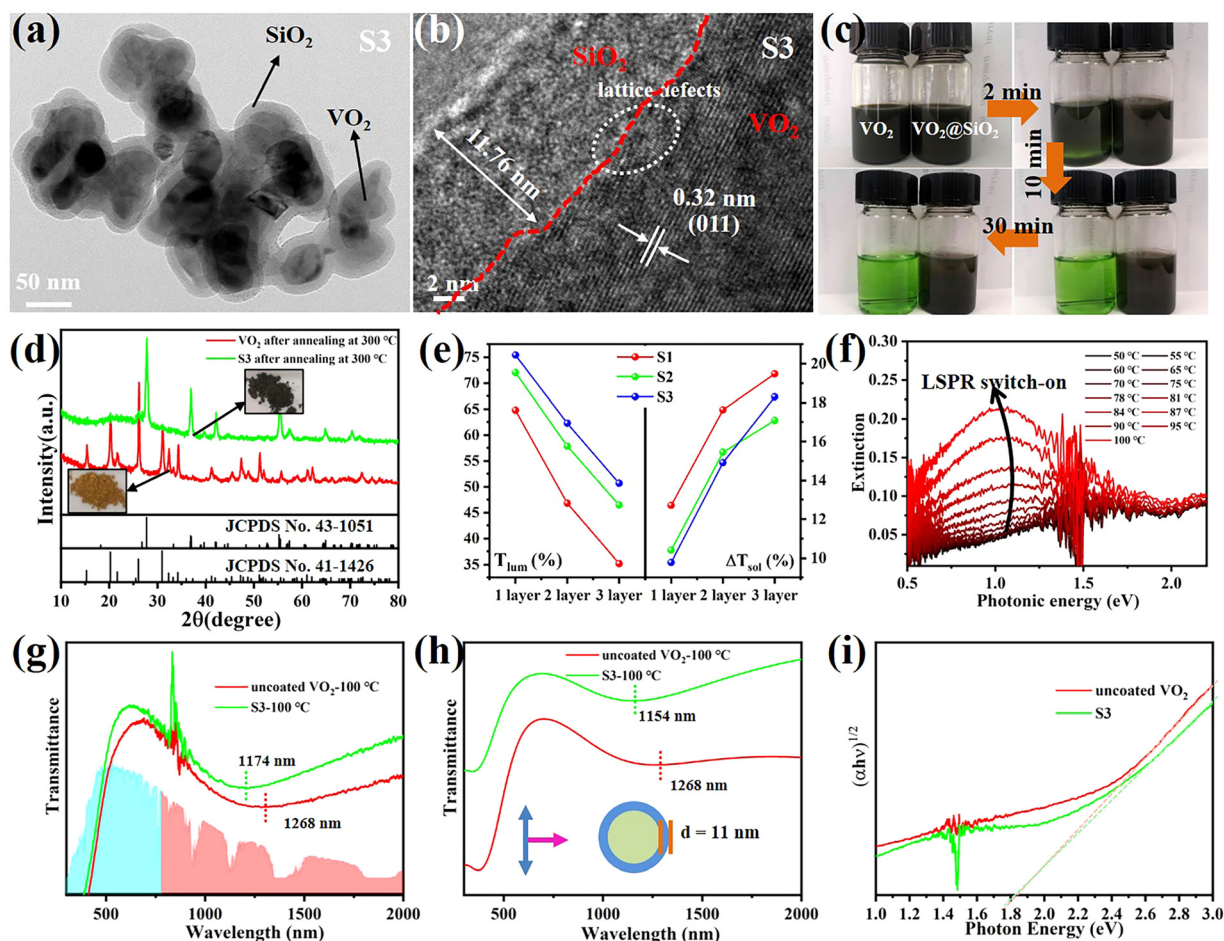 (a)
SiO2
S3
VO2
50 nm
(b)
SiO2
S3
lattice defects
VO2
11.76 nm
0.32 nm
(011)
2 nm
(c)
2 min
VO2
VO2@SiO2
10 min
30 min
(d)
VO2 after annealing at 300 °C
S3 after annealing at 300 °C
Intensity(a.u.)
JCPDS No. 43-1051
JCPDS No. 41-1426
10 20 30 40 50 60 70 80
2θ(degree)
(e)
S1
S2
S3
75
70
65
60
55
50
45
40
35
20
18
16
14
12
10
Tlum (%)
ΔTsol (%)
1 layer 2 layer 3 layer 1 layer 2 layer 3 layer
(f)
LSPR switch-on
50 °C 55 °C
60 °C 65 °C
70 °C 75 °C
78 °C 81 °C
84 °C 87 °C
90 °C 95 °C
100 °C
Extinction
0.30
0.25
0.20
0.15
0.10
0.05
0.5 1.0 1.5 2.0
Photonic energy (eV)
(g)
uncoated VO2-100 °C
S3-100 °C
Transmittance
1174 nm
1268 nm
500 1000 1500 2000
Wavelength (nm)
(h)
uncoated VO2-100 °C
S3-100 °C
Transmittance
1154 nm
1268 nm
d = 11 nm
500 1000 1500 2000
Wavelength (nm)
(i)
uncoated VO2
S3
(αhν)1/2
1.0 1.2 1.4 1.6 1.8 2.0 2.2 2.4 2.6 2.8 3.0
Photon Energy (eV)